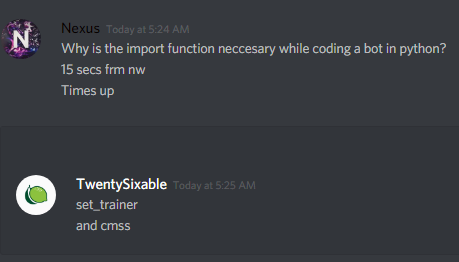 N
Nexus Today at 5:24 AM
Why is the import function neccesary while coding a bot in python?
15 secs frm nw
Times up
TwentySixable Today at 5:25 AM
set_trainer
and cmss